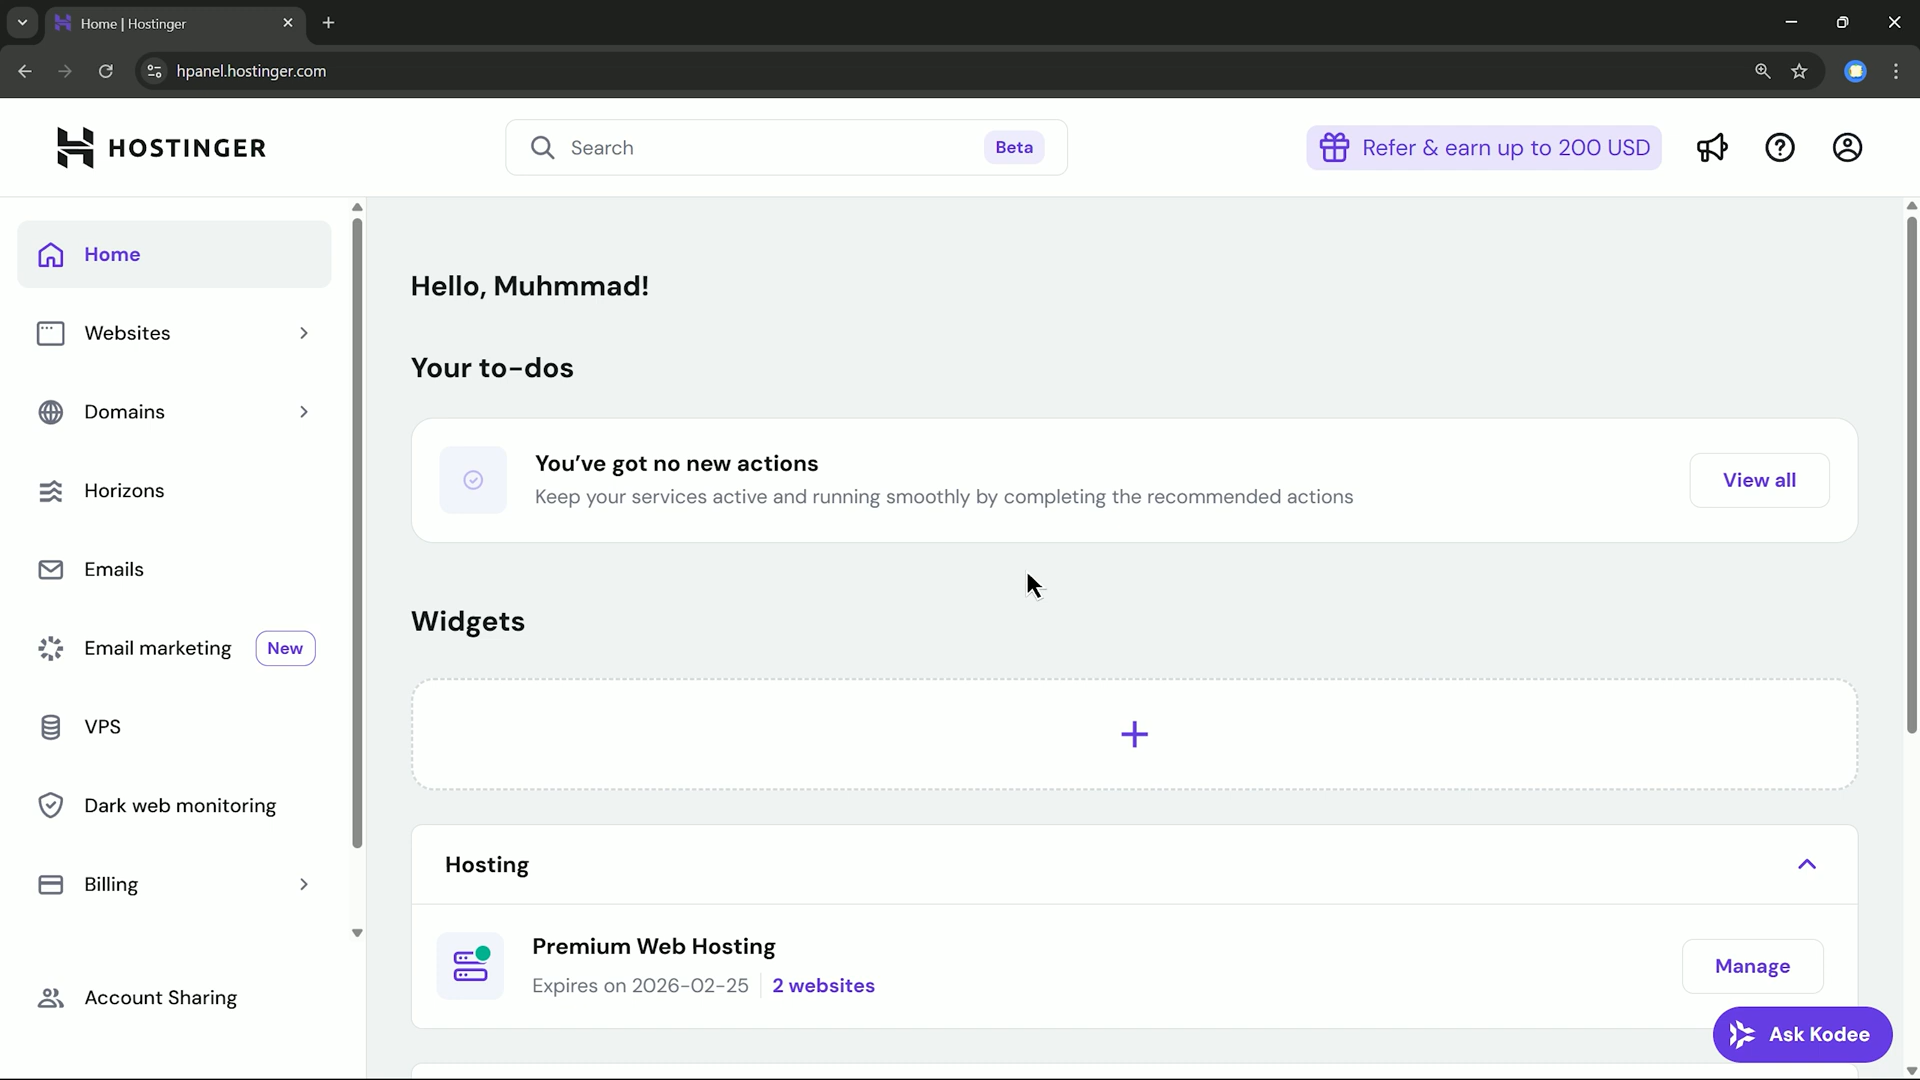 Home | Hostinger
hpanel.hostinger.com
HOSTINGER
Search
Beta
Refer & earn up to 200 USD
Home
Websites
Domains
Horizons
Emails
Email marketing
New
VPS
Dark web monitoring
Billing
Account Sharing
Hello, Muhmmad!
Your to-dos
You've got no new actions
Keep your services active and running smoothly by completing the recommended actions
View all
Widgets
Hosting
Premium Web Hosting
Expires on 2026-02-25
2 websites
Manage
Ask Kodee